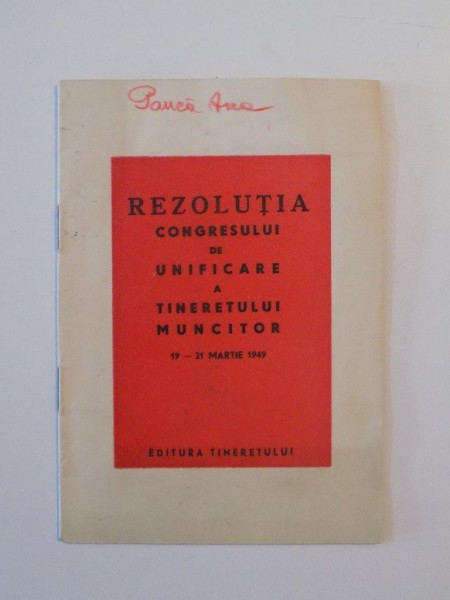 Pancă Ana
REZOLUȚIA
CONGRESULUI
DE
UNIFICARE
A
TINERETULUI
MUNCITOR
19 — 21 MARTIE 1949
EDITURA TINERETULUI